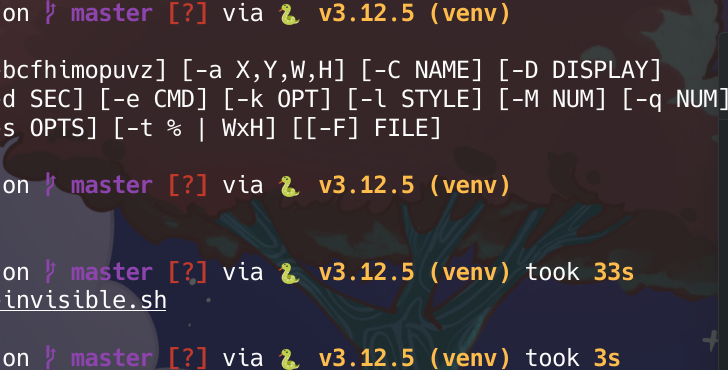 on master [?] via 🐍 v3.12.5 (venv)
bcfhimopuvz] [-a X,Y,W,H] [-C NAME] [-D DISPLAY]
d SEC] [-e CMD] [-k OPT] [-l STYLE] [-M NUM] [-q NUM]
s OPTS] [-t % | WxH] [[-F] FILE]
on master [?] via 🐍 v3.12.5 (venv)
on master [?] via 🐍 v3.12.5 (venv) took 33s
-invisible.sh
on master [?] via 🐍 v3.12.5 (venv) took 3s